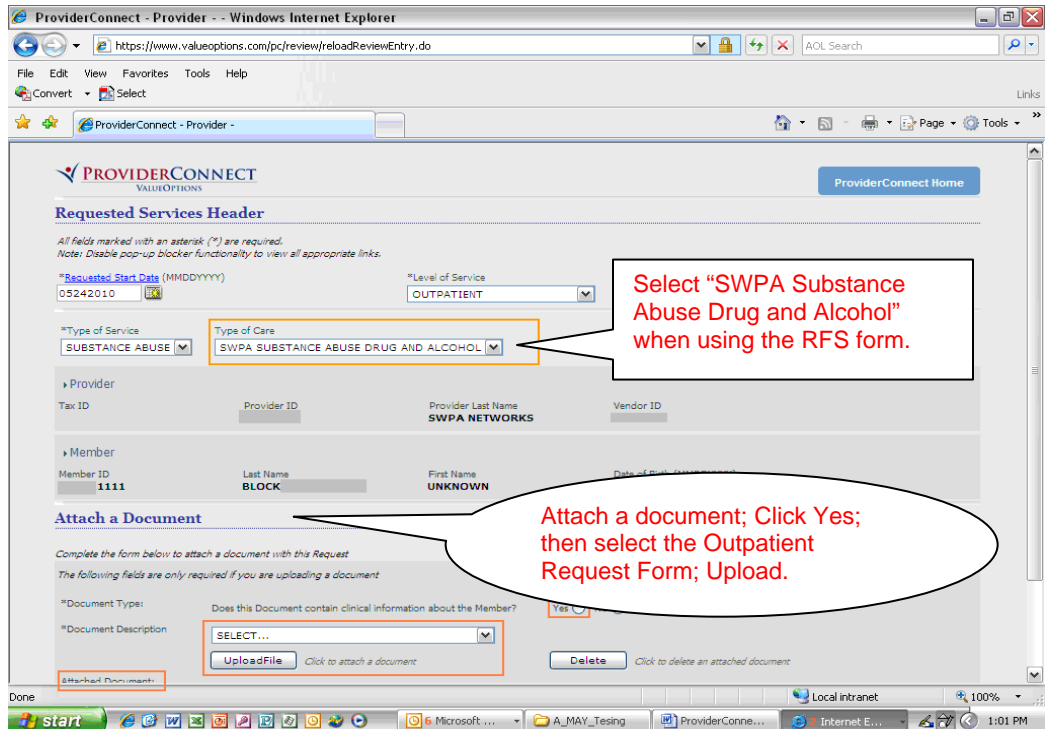 ProviderConnect - Provider - - Windows Internet Explorer
https://www.valueoptions.com/pc/review/reloadReviewEntry.do
AOL Search
File Edit View Favorites Tools Help
Convert Select
Links
ProviderConnect - Provider -
Page Tools
PROVIDERCONNECT
VALUEOPTIONS
ProviderConnect Home
Requested Services Header
All fields marked with an asterisk (*) are required.
Note: Disable pop-up blocker functionality to view all appropriate links.
*Requested Start Date (MMDDYYYY) *Level of Service
05242010 OUTPATIENT
Select “SWPA Substance
Abuse Drug and Alcohol”
when using the RFS form.
*Type of Service Type of Care
SUBSTANCE ABUSE SWPA SUBSTANCE ABUSE DRUG AND ALCOHOL
Provider
Tax ID Provider ID Provider Last Name Vendor ID
SWPA NETWORKS
Member
Member ID Last Name First Name
1111 BLOCK UNKNOWN
Attach a Document
Attach a document; Click Yes;
then select the Outpatient
Request Form; Upload.
Complete the form below to attach a document with this Request
The following fields are only required if you are uploading a document
*Document Type: Does this Document contain clinical information about the Member? Yes
*Document Description SELECT...
UploadFile Click to attach a document Delete Click to delete an attached document
Attached Document:
Done Local intranet 100%
start 6 Microsoft ... A_MAY_Tesing ProviderConne... Internet E... 1:01 PM